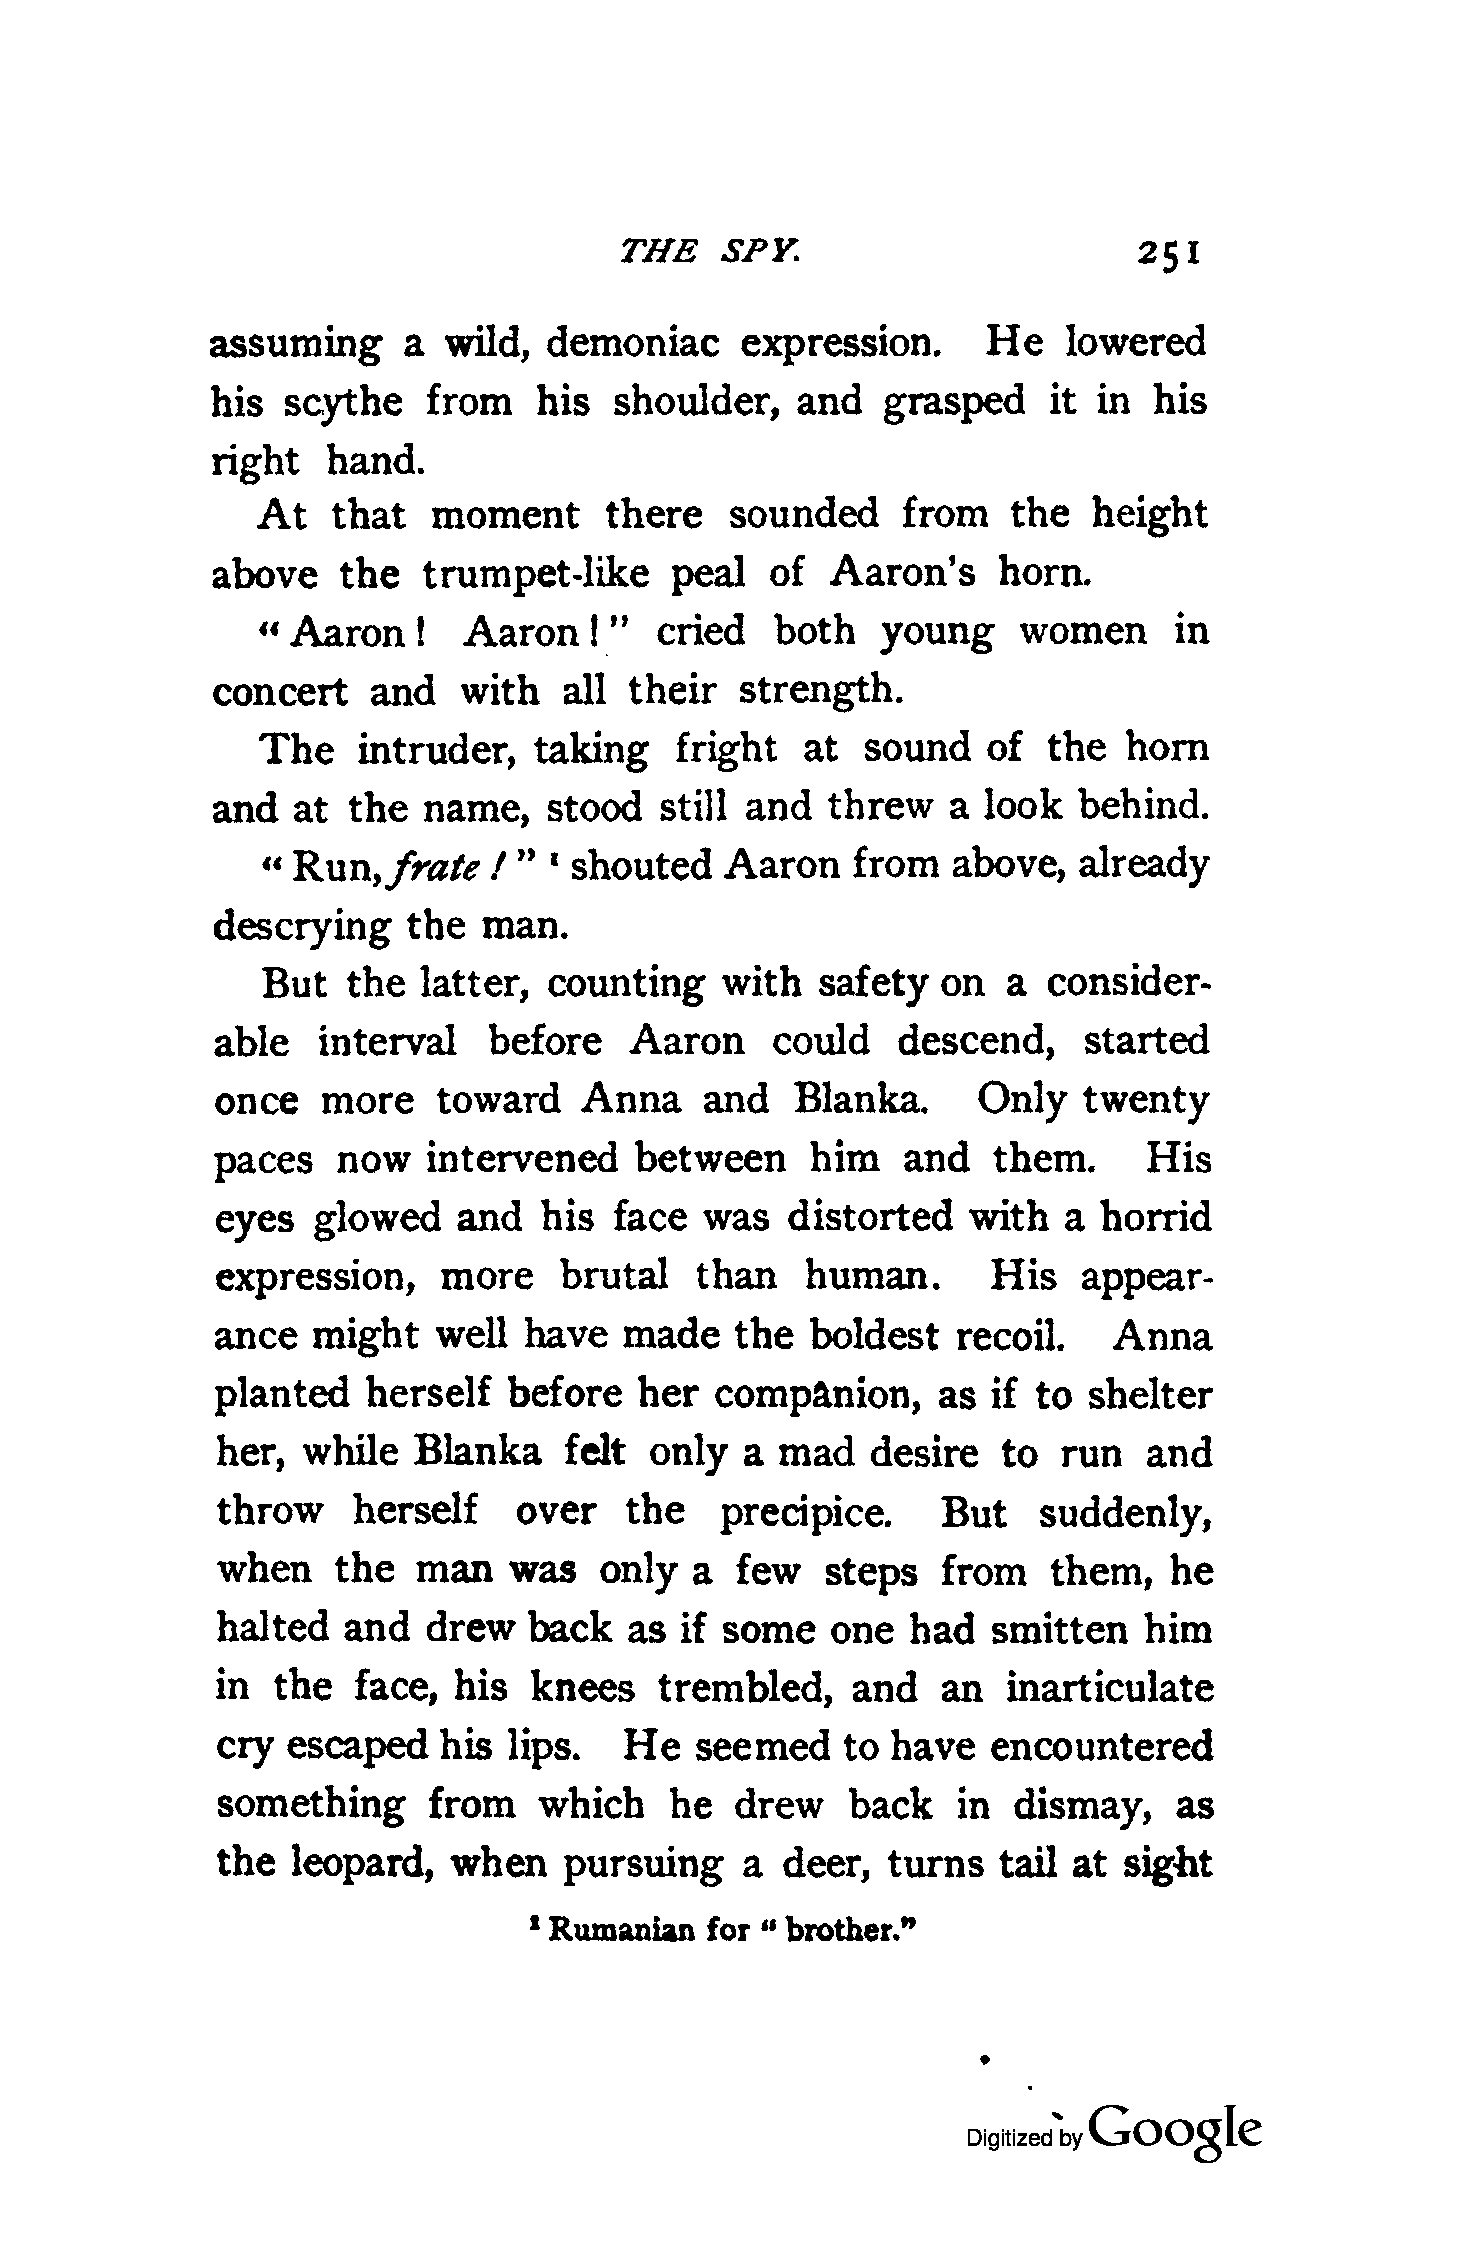 THE SPY. 251
assuming a wild, demoniac expression. He lowered
his scythe from his shoulder, and grasped it in his
right hand.
At that moment there sounded from the height
above the trumpet-like peal of Aaron's horn.
“ Aaron ! Aaron ! ” cried both young women in
concert and with all their strength.
The intruder, taking fright at sound of the horn
and at the name, stood still and threw a look behind.
“ Run, frate ! ” ¹ shouted Aaron from above, already
descrying the man.
But the latter, counting with safety on a consider-
able interval before Aaron could descend, started
once more toward Anna and Blanka. Only twenty
paces now intervened between him and them. His
eyes glowed and his face was distorted with a horrid
expression, more brutal than human. His appear-
ance might well have made the boldest recoil. Anna
planted herself before her companion, as if to shelter
her, while Blanka felt only a mad desire to run and
throw herself over the precipice. But suddenly,
when the man was only a few steps from them, he
halted and drew back as if some one had smitten him
in the face, his knees trembled, and an inarticulate
cry escaped his lips. He seemed to have encountered
something from which he drew back in dismay, as
the leopard, when pursuing a deer, turns tail at sight
¹ Rumanian for “ brother.”
Digitized by Google